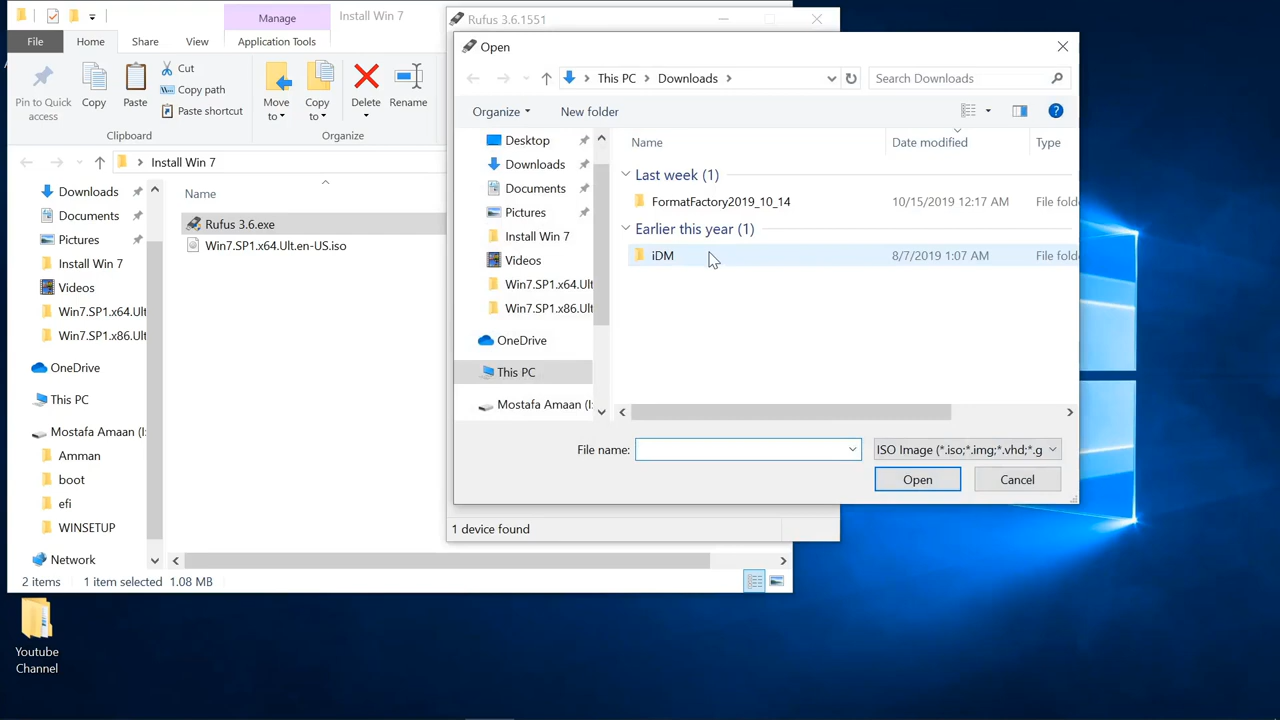 Manage
Install Win 7
File
Home
Share
View
Application Tools
Pin to Quick
access
Copy
Paste
Cut
Copy path
Paste shortcut
Clipboard
Move
to
Copy
to
Delete
Rename
Organize
Install Win 7
Downloads
Documents
Pictures
Install Win 7
Videos
Win7.SP1.x64.Ult
Win7.SP1.x86.Ult
OneDrive
This PC
Mostafa Amaan (I:
Amman
boot
efi
WINSETUP
Network
Name
Rufus 3.6.exe
Win7.SP1.x64.Ult.en-US.iso
2 items
1 item selected 1.08 MB
Rufus 3.6.1551
Open
This PC
Downloads
Search Downloads
Organize
New folder
Desktop
Downloads
Documents
Pictures
Install Win 7
Videos
Win7.SP1.x64.Ult
Win7.SP1.x86.Ult
OneDrive
This PC
Mostafa Amaan (I:
Name
Date modified
Type
Last week (1)
FormatFactory2019_10_14
10/15/2019 12:17 AM
File fold
Earlier this year (1)
iDM
8/7/2019 1:07 AM
File fold
File name:
ISO Image (*.iso;*.img;*.vhd;*.g
Open
Cancel
1 device found
Youtube
Channel